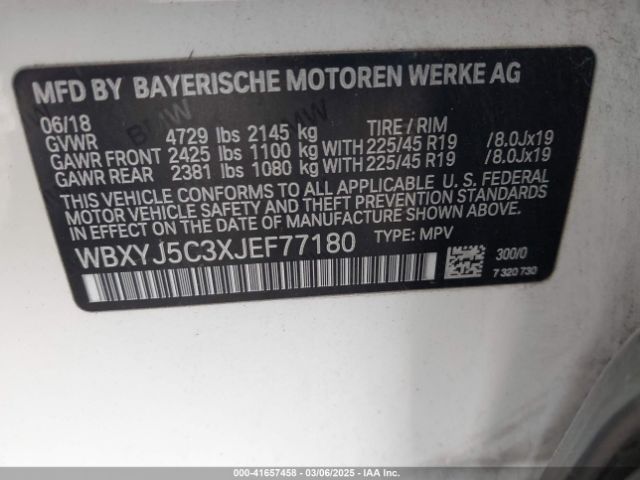 MFD BY BAYERISCHE MOTOREN WERKE AG
06/18
GVWR 4729 lbs 2145 kg TIRE / RIM
GAWR FRONT 2425 lbs 1100 kg WITH 225/45 R19 /8.0Jx19
GAWR REAR 2381 lbs 1080 kg WITH 225/45 R19 /8.0Jx19
THIS VEHICLE CONFORMS TO ALL APPLICABLE U. S. FEDERAL
MOTOR VEHICLE SAFETY AND THEFT PREVENTION STANDARDS
IN EFFECT ON THE DATE OF MANUFACTURE SHOWN ABOVE.
WBXYJ5C3XJEF77180 TYPE: MPV
300/0
7 320 730
000-41657458 - 03/06/2025 - IAAI.COM